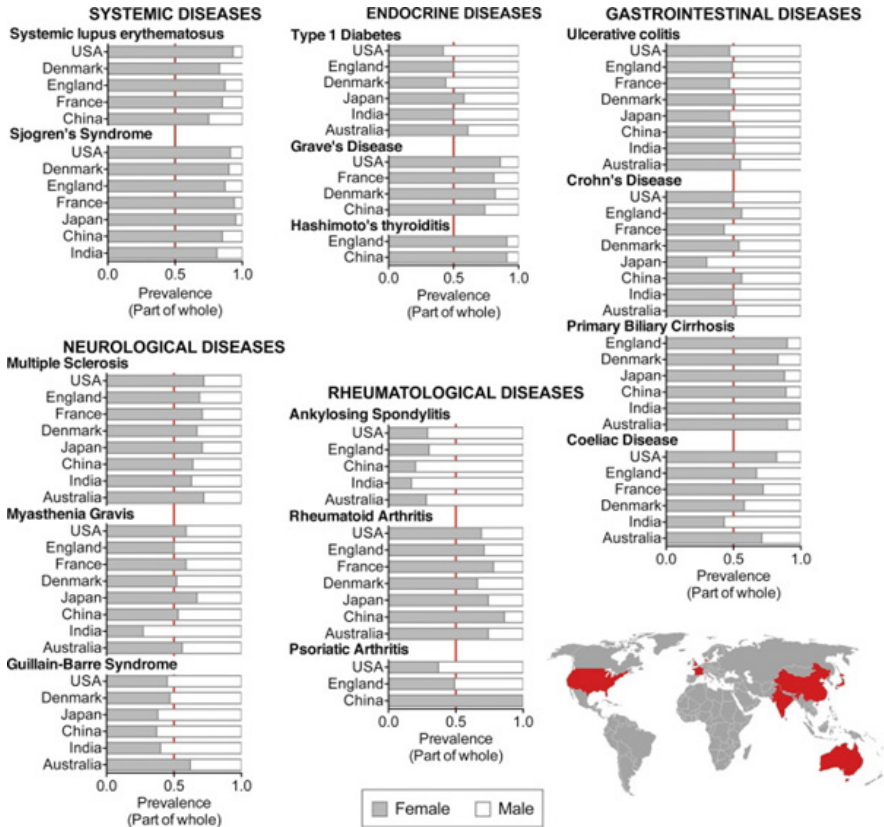 SYSTEMIC DISEASES
Systemic lupus erythematosus
USA
Denmark
England
France
China
Sjogren's Syndrome
USA
Denmark
England
France
Japan
China
India
0.0 0.5 1.0
Prevalence
(Part of whole)
ENDOCRINE DISEASES
Type 1 Diabetes
USA
England
Denmark
Japan
India
Australia
Grave's Disease
USA
France
Denmark
China
Hashimoto's thyroiditis
England
China
0.0 0.5 1.0
Prevalence
(Part of whole)
GASTROINTESTINAL DISEASES
Ulcerative colitis
USA
England
France
Denmark
Japan
China
India
Australia
Crohn's Disease
USA
England
France
Denmark
Japan
China
India
Australia
Primary Biliary Cirrhosis
England
Denmark
Japan
China
India
Australia
Coeliac Disease
USA
England
France
Denmark
India
Australia
0.0 0.5 1.0
Prevalence
(Part of whole)
NEUROLOGICAL DISEASES
Multiple Sclerosis
USA
England
France
Denmark
Japan
China
India
Australia
Myasthenia Gravis
USA
England
France
Denmark
Japan
China
India
Australia
Guillain-Barre Syndrome
USA
Denmark
Japan
China
India
Australia
0.0 0.5 1.0
Prevalence
(Part of whole)
RHEUMATOLOGICAL DISEASES
Ankylosing Spondylitis
USA
England
China
India
Australia
Rheumatoid Arthritis
USA
England
France
Denmark
Japan
China
Australia
Psoriatic Arthritis
USA
England
China
0.0 0.5 1.0
Prevalence
(Part of whole)
Female Male